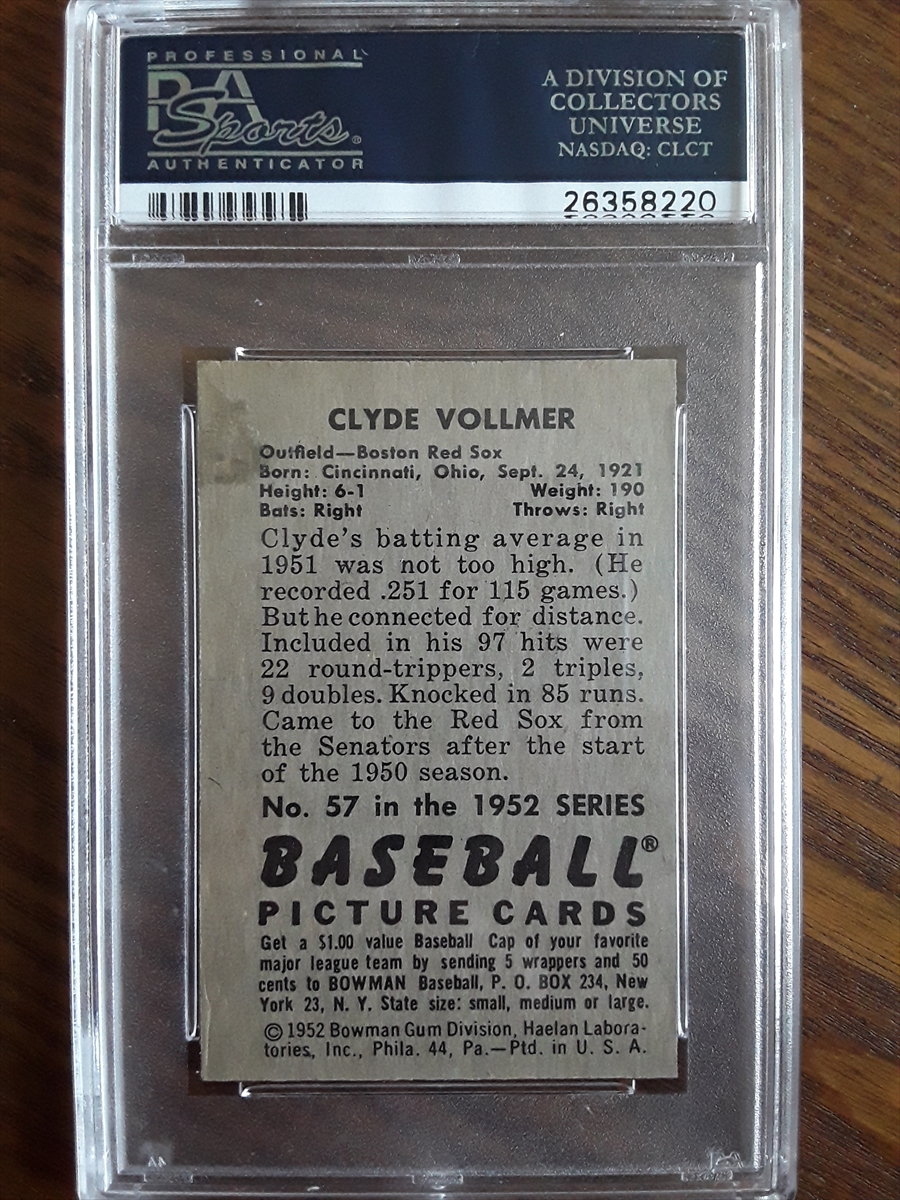 PROFESSIONAL
PSA
Sports®
AUTHENTICATOR
A DIVISION OF
COLLECTORS
UNIVERSE
NASDAQ: CLCT
26358220
CLYDE VOLLMER
Outfield—Boston Red Sox
Born: Cincinnati, Ohio, Sept. 24, 1921
Height: 6-1 Weight: 190
Bats: Right Throws: Right
Clyde's batting average in
1951 was not too high. (He
recorded .251 for 115 games.)
But he connected for distance.
Included in his 97 hits were
22 round-trippers, 2 triples,
9 doubles. Knocked in 85 runs.
Came to the Red Sox from
the Senators after the start
of the 1950 season.
No. 57 in the 1952 SERIES
BASEBALL®
PICTURE CARDS
Get a $1.00 value Baseball Cap of your favorite
major league team by sending 5 wrappers and 50
cents to BOWMAN Baseball, P. O. BOX 234, New
York 23, N. Y. State size: small, medium or large.
© 1952 Bowman Gum Division, Haelan Labora-
tories, Inc., Phila. 44, Pa.—Ptd. in U. S. A.